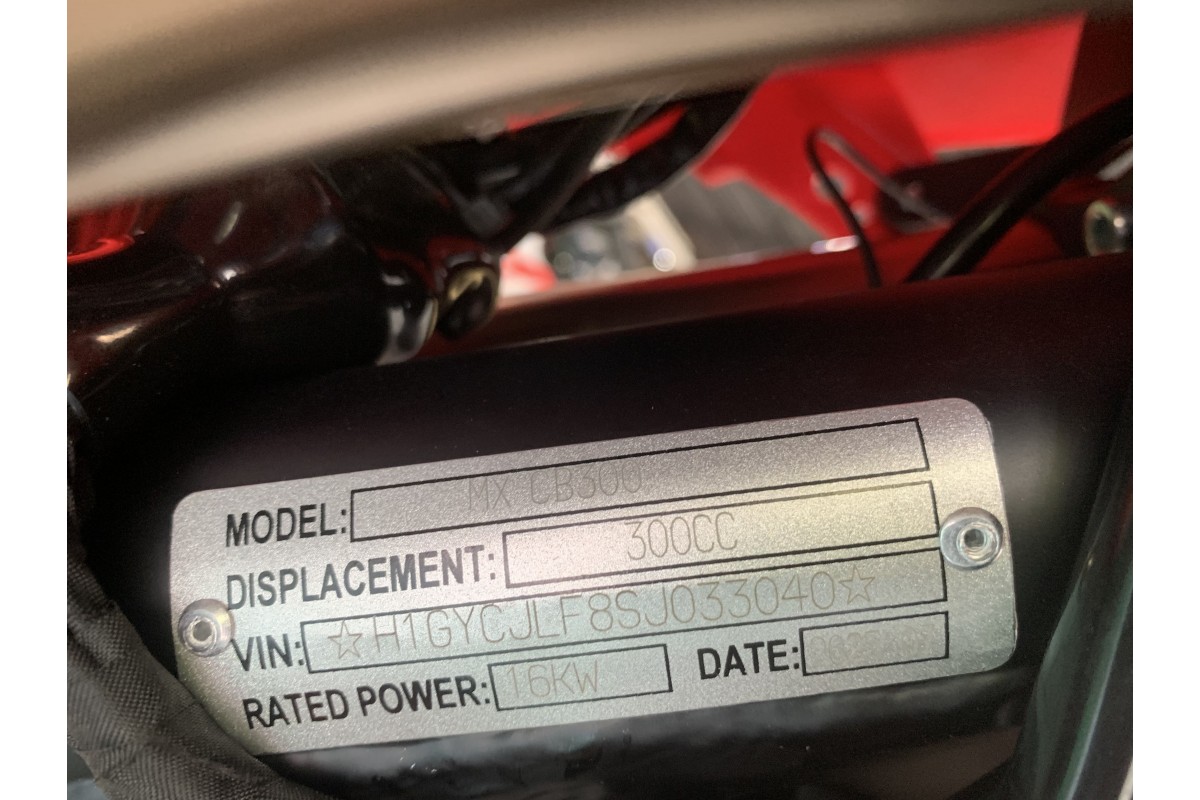 MODEL: MX CB300
DISPLACEMENT: 300CC
VIN: ☆H1GYCJLF8SJ033040☆
RATED POWER: 16KW DATE: